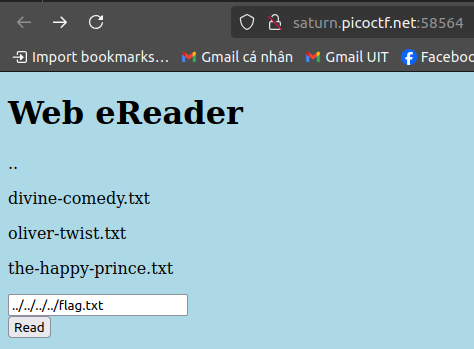 saturn.picoctf.net:58564
Import bookmarks... Gmail cá nhân Gmail UIT Faceboo
Web eReader
..
divine-comedy.txt
oliver-twist.txt
the-happy-prince.txt
../../../../flag.txt
Read